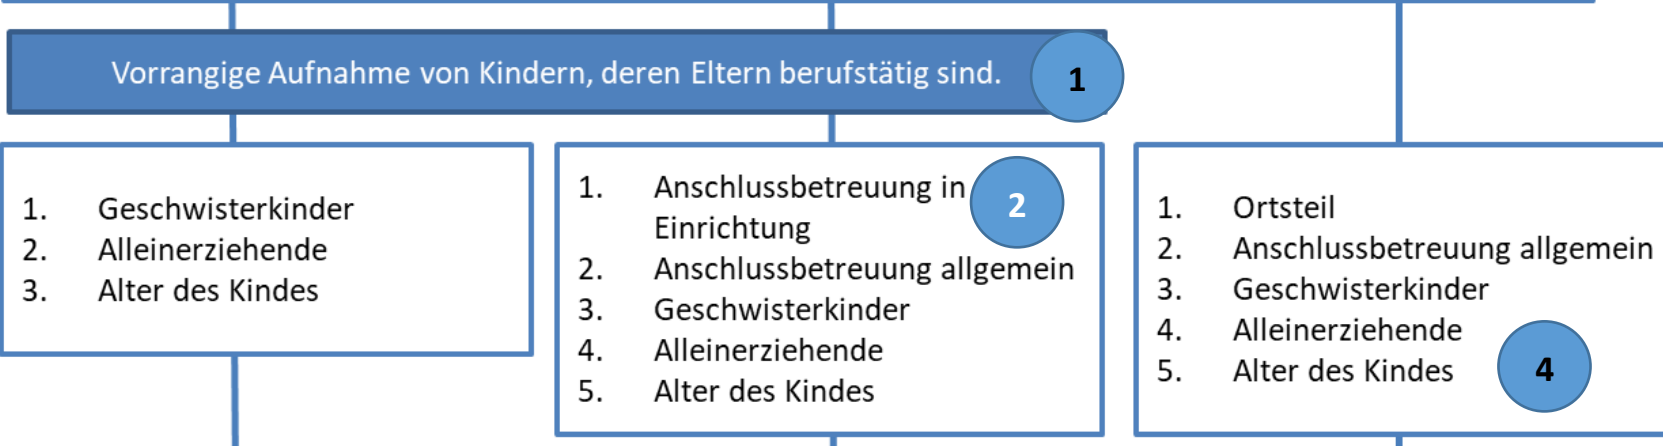 Vorrangige Aufnahme von Kindern, deren Eltern berufstätig sind.
1
1. Geschwisterkinder
2. Alleinerziehende
3. Alter des Kindes
1. Anschlussbetreuung in
Einrichtung
2. Anschlussbetreuung allgemein
3. Geschwisterkinder
4. Alleinerziehende
5. Alter des Kindes
2
1. Ortsteil
2. Anschlussbetreuung allgemein
3. Geschwisterkinder
4. Alleinerziehende
5. Alter des Kindes
4